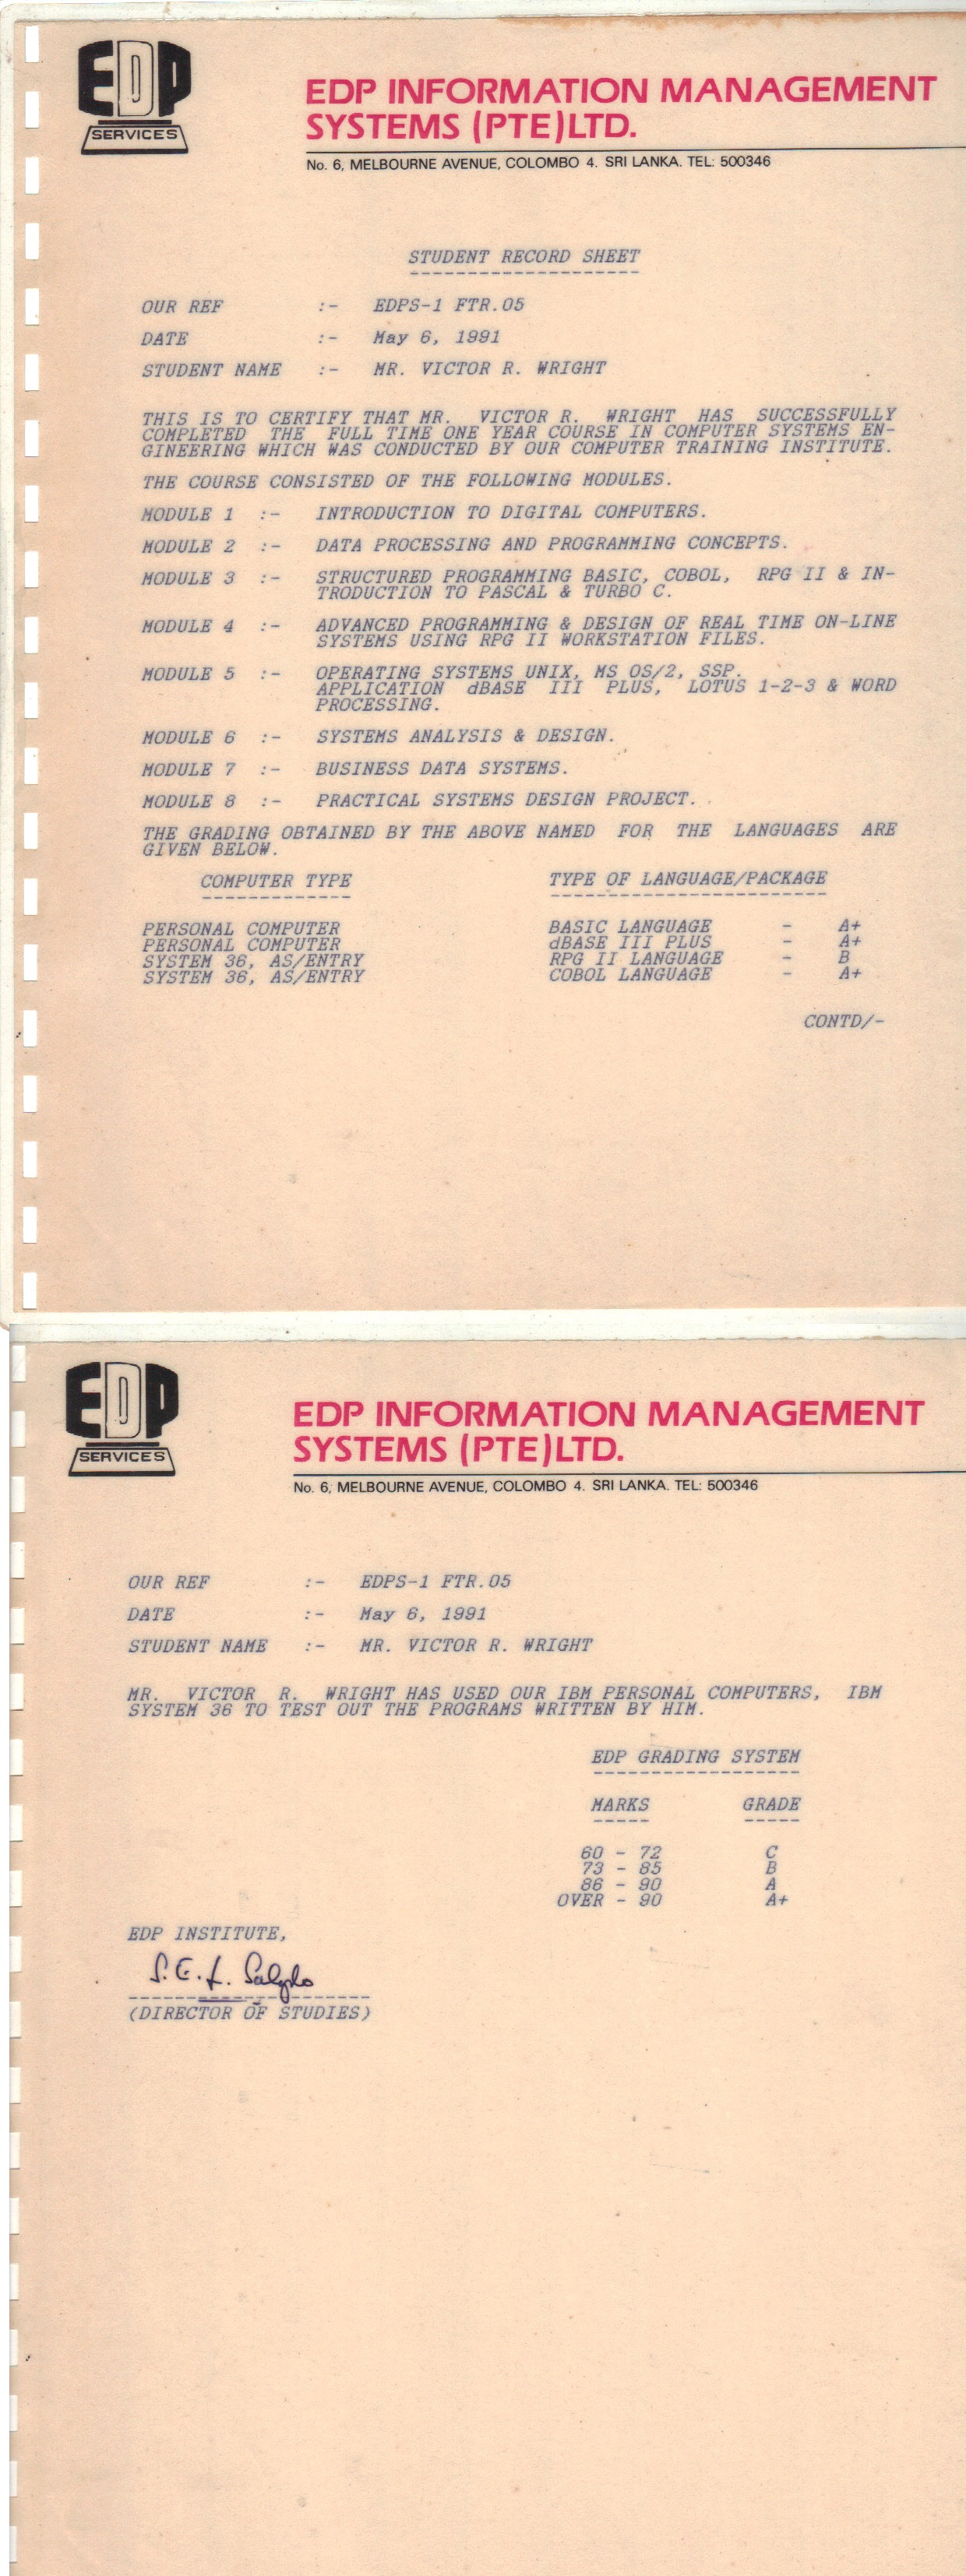 EDP
SERVICES
EDP INFORMATION MANAGEMENT
SYSTEMS (PTE)LTD.
No. 6, MELBOURNE AVENUE, COLOMBO 4. SRI LANKA. TEL: 500346
STUDENT RECORD SHEET
OUR REF :- EDPS-1 FTR.05
DATE :- May 6, 1991
STUDENT NAME :- MR. VICTOR R. WRIGHT
THIS IS TO CERTIFY THAT MR. VICTOR R. WRIGHT HAS SUCCESSFULLY
COMPLETED THE FULL TIME ONE YEAR COURSE IN COMPUTER SYSTEMS EN-
GINEERING WHICH WAS CONDUCTED BY OUR COMPUTER TRAINING INSTITUTE.
THE COURSE CONSISTED OF THE FOLLOWING MODULES.
MODULE 1 :- INTRODUCTION TO DIGITAL COMPUTERS.
MODULE 2 :- DATA PROCESSING AND PROGRAMMING CONCEPTS.
MODULE 3 :- STRUCTURED PROGRAMMING BASIC, COBOL, RPG II & IN-
TRODUCTION TO PASCAL & TURBO C.
MODULE 4 :- ADVANCED PROGRAMMING & DESIGN OF REAL TIME ON-LINE
SYSTEMS USING RPG II WORKSTATION FILES.
MODULE 5 :- OPERATING SYSTEMS UNIX, MS OS/2, SSP.
APPLICATION dBASE III PLUS, LOTUS 1-2-3 & WORD
PROCESSING.
MODULE 6 :- SYSTEMS ANALYSIS & DESIGN.
MODULE 7 :- BUSINESS DATA SYSTEMS.
MODULE 8 :- PRACTICAL SYSTEMS DESIGN PROJECT.
THE GRADING OBTAINED BY THE ABOVE NAMED FOR THE LANGUAGES ARE
GIVEN BELOW.
COMPUTER TYPE TYPE OF LANGUAGE/PACKAGE
PERSONAL COMPUTER BASIC LANGUAGE - A+
PERSONAL COMPUTER dBASE III PLUS - A+
SYSTEM 36, AS/ENTRY RPG II LANGUAGE - B
SYSTEM 36, AS/ENTRY COBOL LANGUAGE - A+
CONTD/-
EDP
SERVICES
EDP INFORMATION MANAGEMENT
SYSTEMS (PTE)LTD.
No. 6, MELBOURNE AVENUE, COLOMBO 4. SRI LANKA. TEL: 500346
OUR REF :- EDPS-1 FTR.05
DATE :- May 6, 1991
STUDENT NAME :- MR. VICTOR R. WRIGHT
MR. VICTOR R. WRIGHT HAS USED OUR IBM PERSONAL COMPUTERS, IBM
SYSTEM 36 TO TEST OUT THE PROGRAMS WRITTEN BY HIM.
EDP GRADING SYSTEM
MARKS GRADE
60 - 72 C
73 - 85 B
86 - 90 A
OVER - 90 A+
EDP INSTITUTE,
(DIRECTOR OF STUDIES)